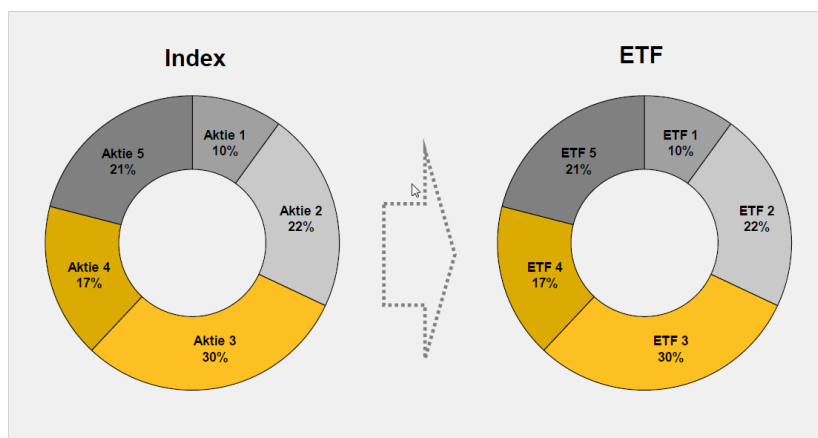 Index
Aktie 1
10%
Aktie 2
22%
Aktie 3
30%
Aktie 4
17%
Aktie 5
21%
ETF
ETF 1
10%
ETF 2
22%
ETF 3
30%
ETF 4
17%
ETF 5
21%